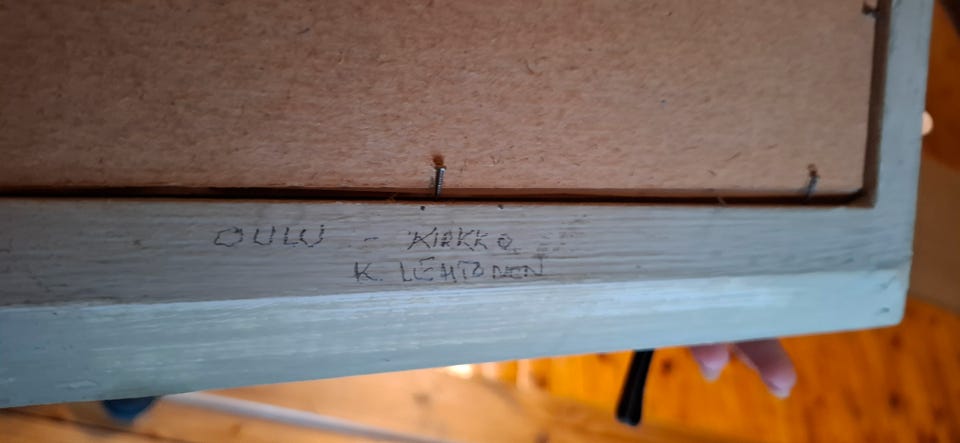 OULU - KIRKKO
K. LEHTONEN